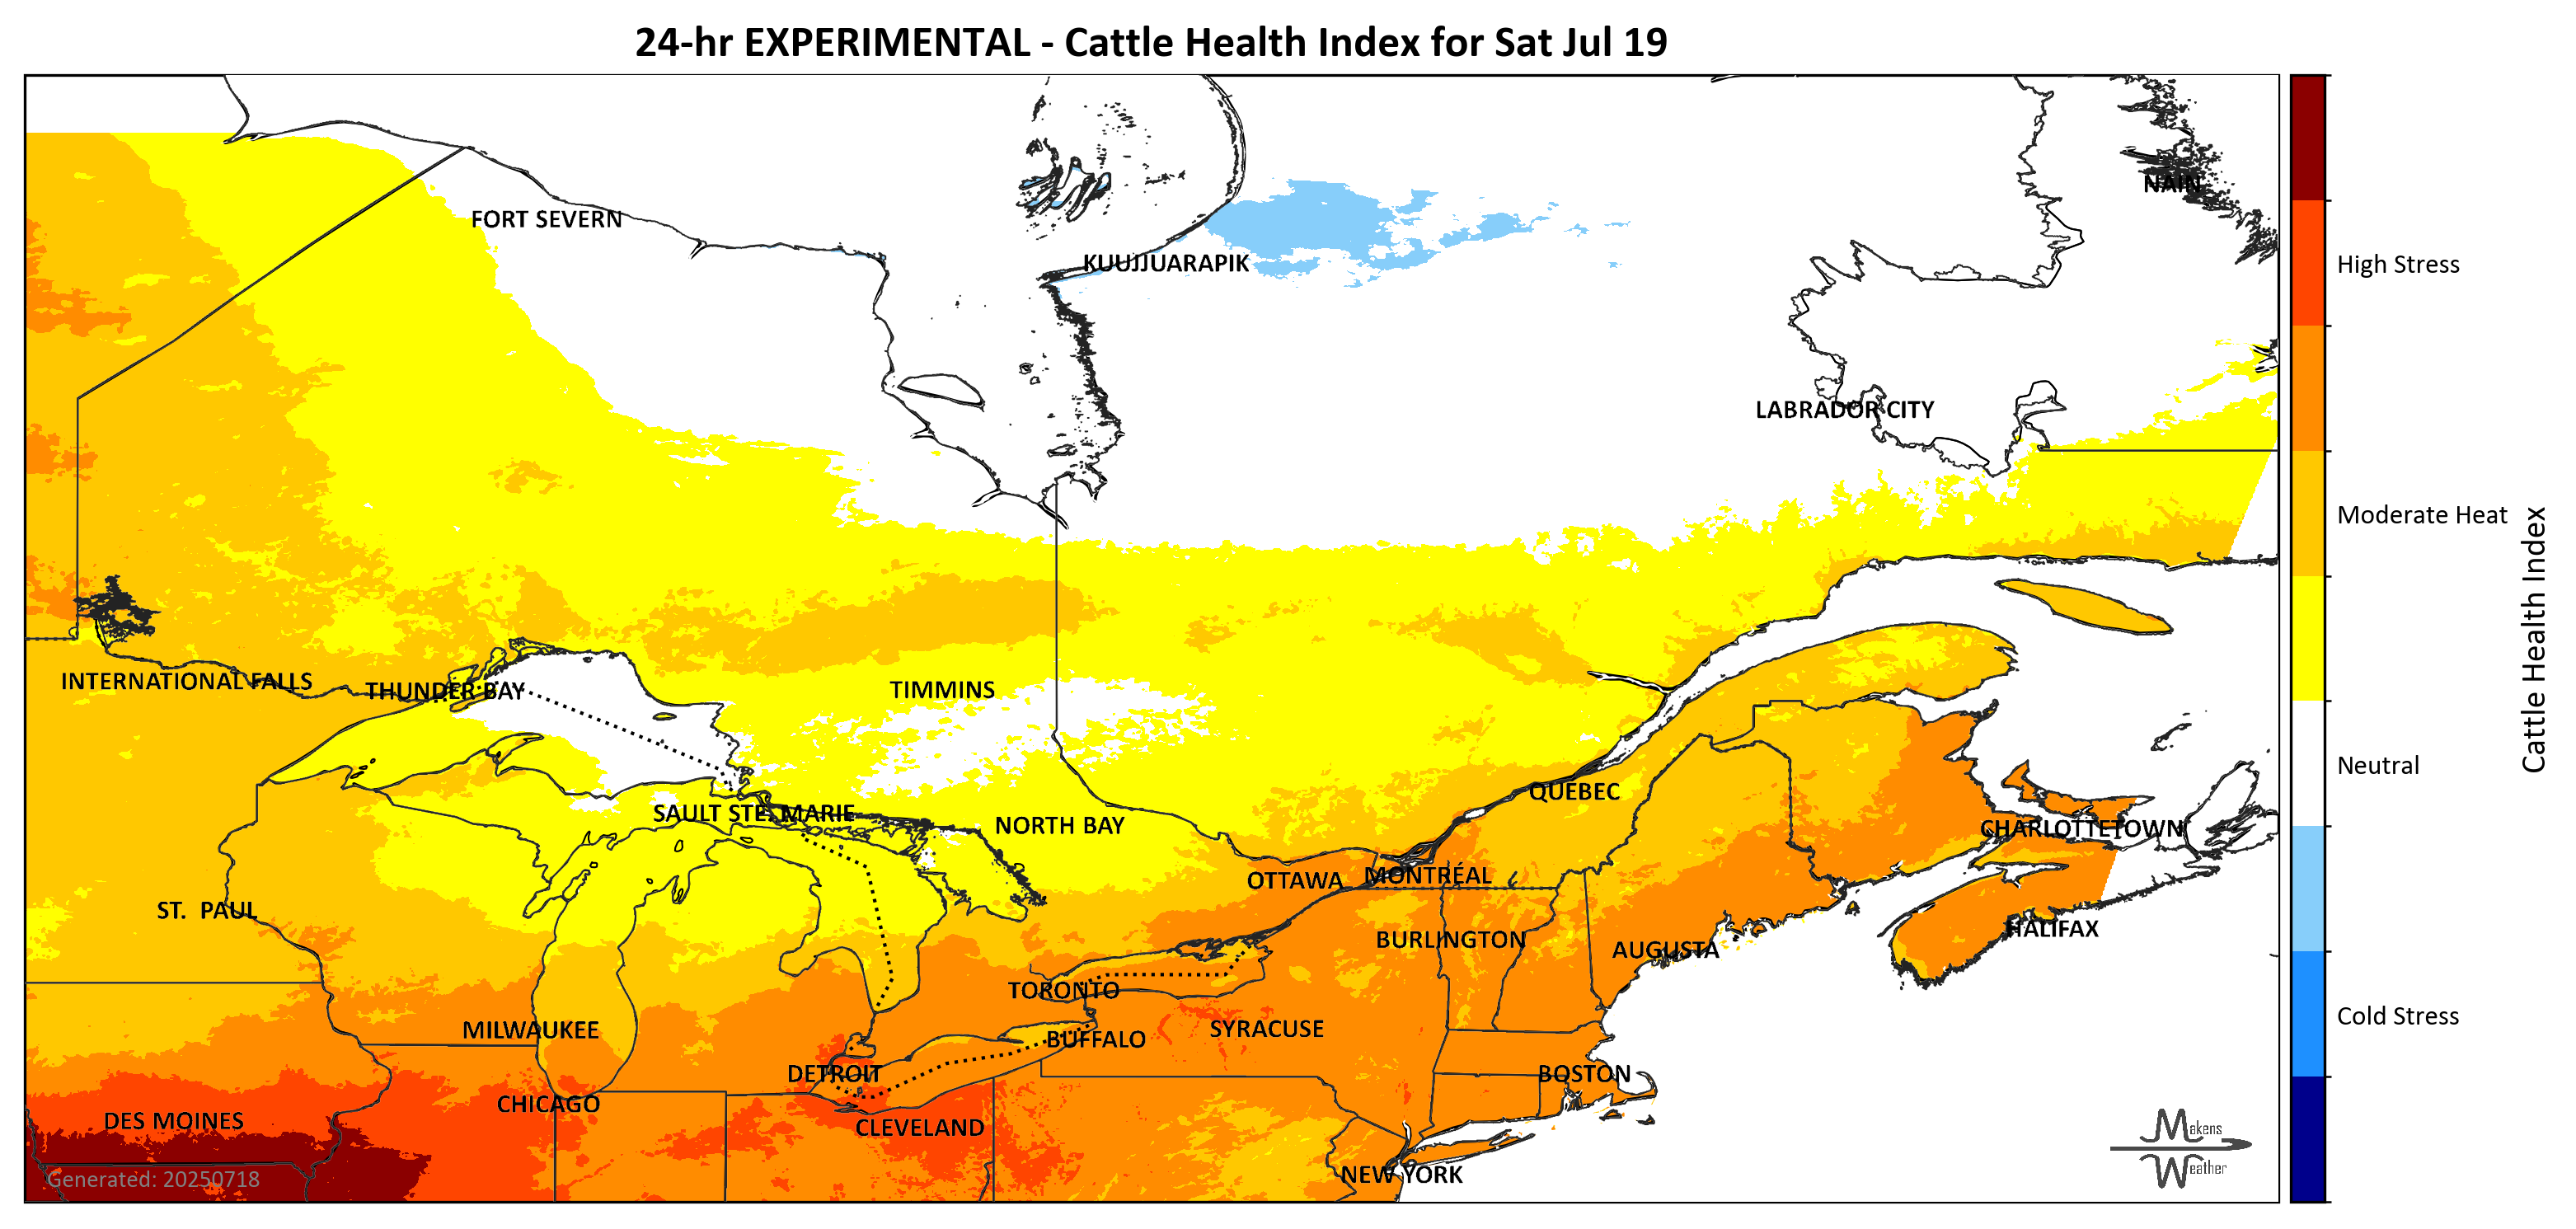 24-hr EXPERIMENTAL - Cattle Health Index for Sat Jul 19
NAIN
FORT SEVERN
KUUJJUARAPIK
High Stress
LABRADOR CITY
Moderate Heat
Cattle Health Index
INTERNATIONAL FALLS
THUNDER BAY
TIMMINS
Neutral
QUEBEC
SAULT STE. MARIE
NORTH BAY
CHARLOTTETOWN
OTTAWA
MONTRÉAL
ST. PAUL
HALIFAX
BURLINGTON
AUGUSTA
TORONTO
Cold Stress
MILWAUKEE
SYRACUSE
BUFFALO
DETROIT
BOSTON
CHICAGO
DES MOINES
CLEVELAND
Makens
Weather
NEW YORK
Generated: 20250718